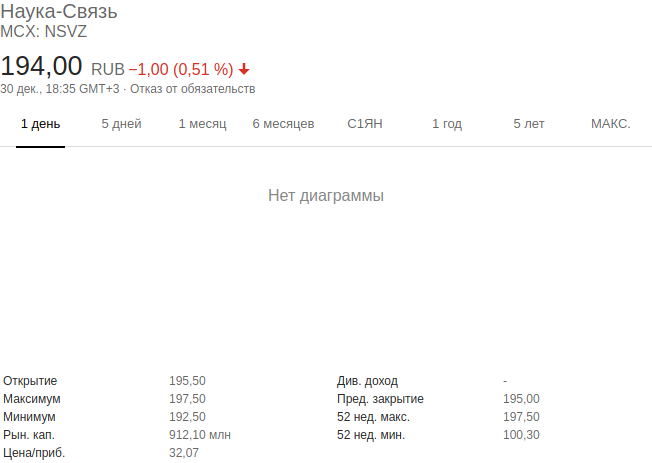 Наука-Связь
MCX: NSVZ
194,00 RUB −1,00 (0,51 %)
30 дек., 18:35 GMT+3 · Отказ от обязательств
1 день 5 дней 1 месяц 6 месяцев С1ЯН 1 год 5 лет МАКС.
Нет диаграммы
Открытие 195,50 Див. доход -
Максимум 197,50 Пред. закрытие 195,00
Минимум 192,50 52 нед. макс. 197,50
Рын. кап. 912,10 млн 52 нед. мин. 100,30
Цена/приб. 32,07